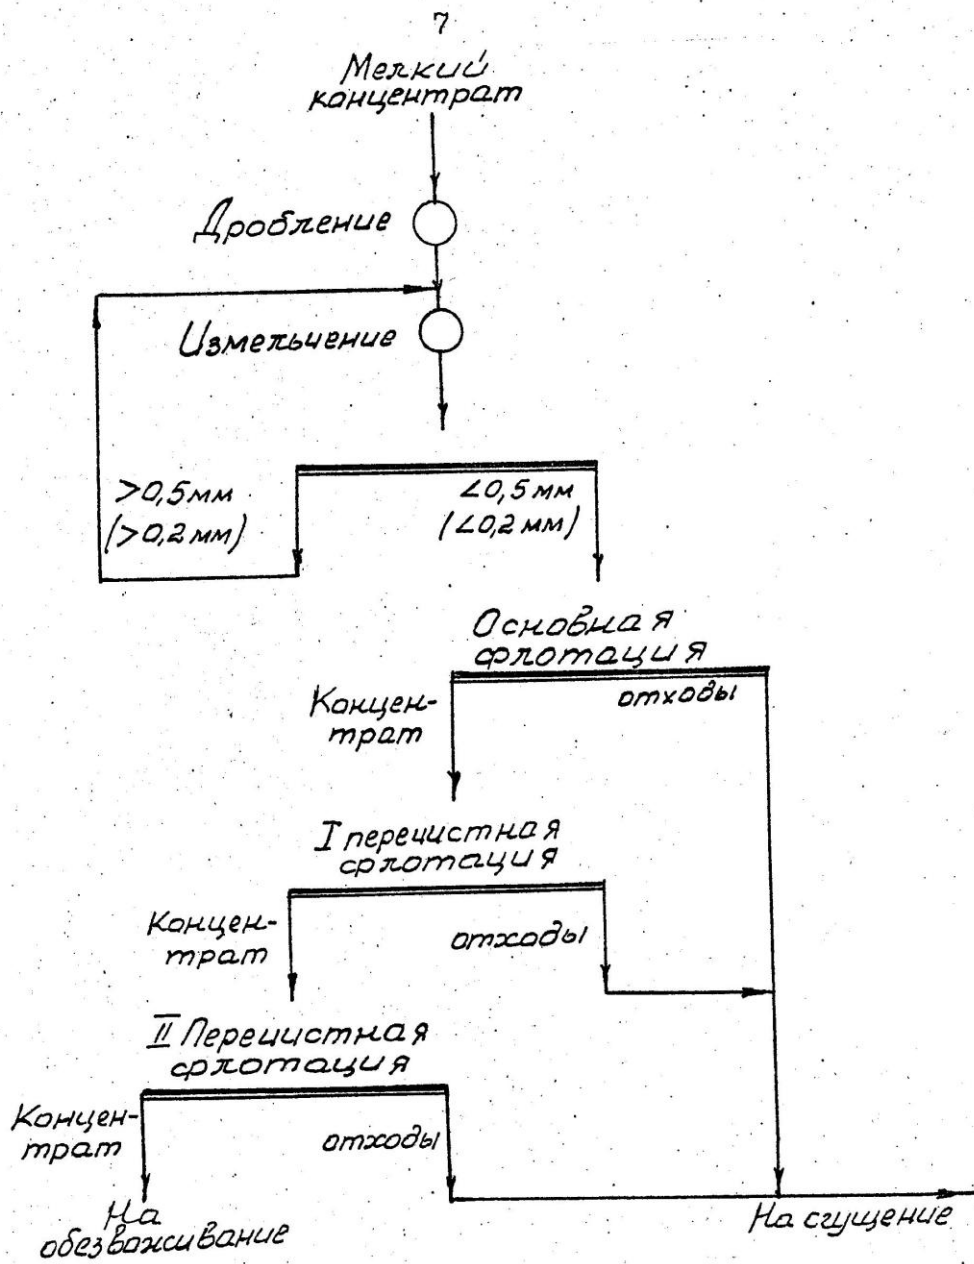 7
Мелкий
концентрат
Дробление
Измельчение
>0,5мм
(>0,2мм)
<0,5мм
(<0,2мм)
Основная
флотация
Концен-
трат
отходы
I перечистная
флотация
Концен-
трат
отходы
II Перечистная
флотация
Концен-
трат
отходы
На
обезваживание
На сгущение